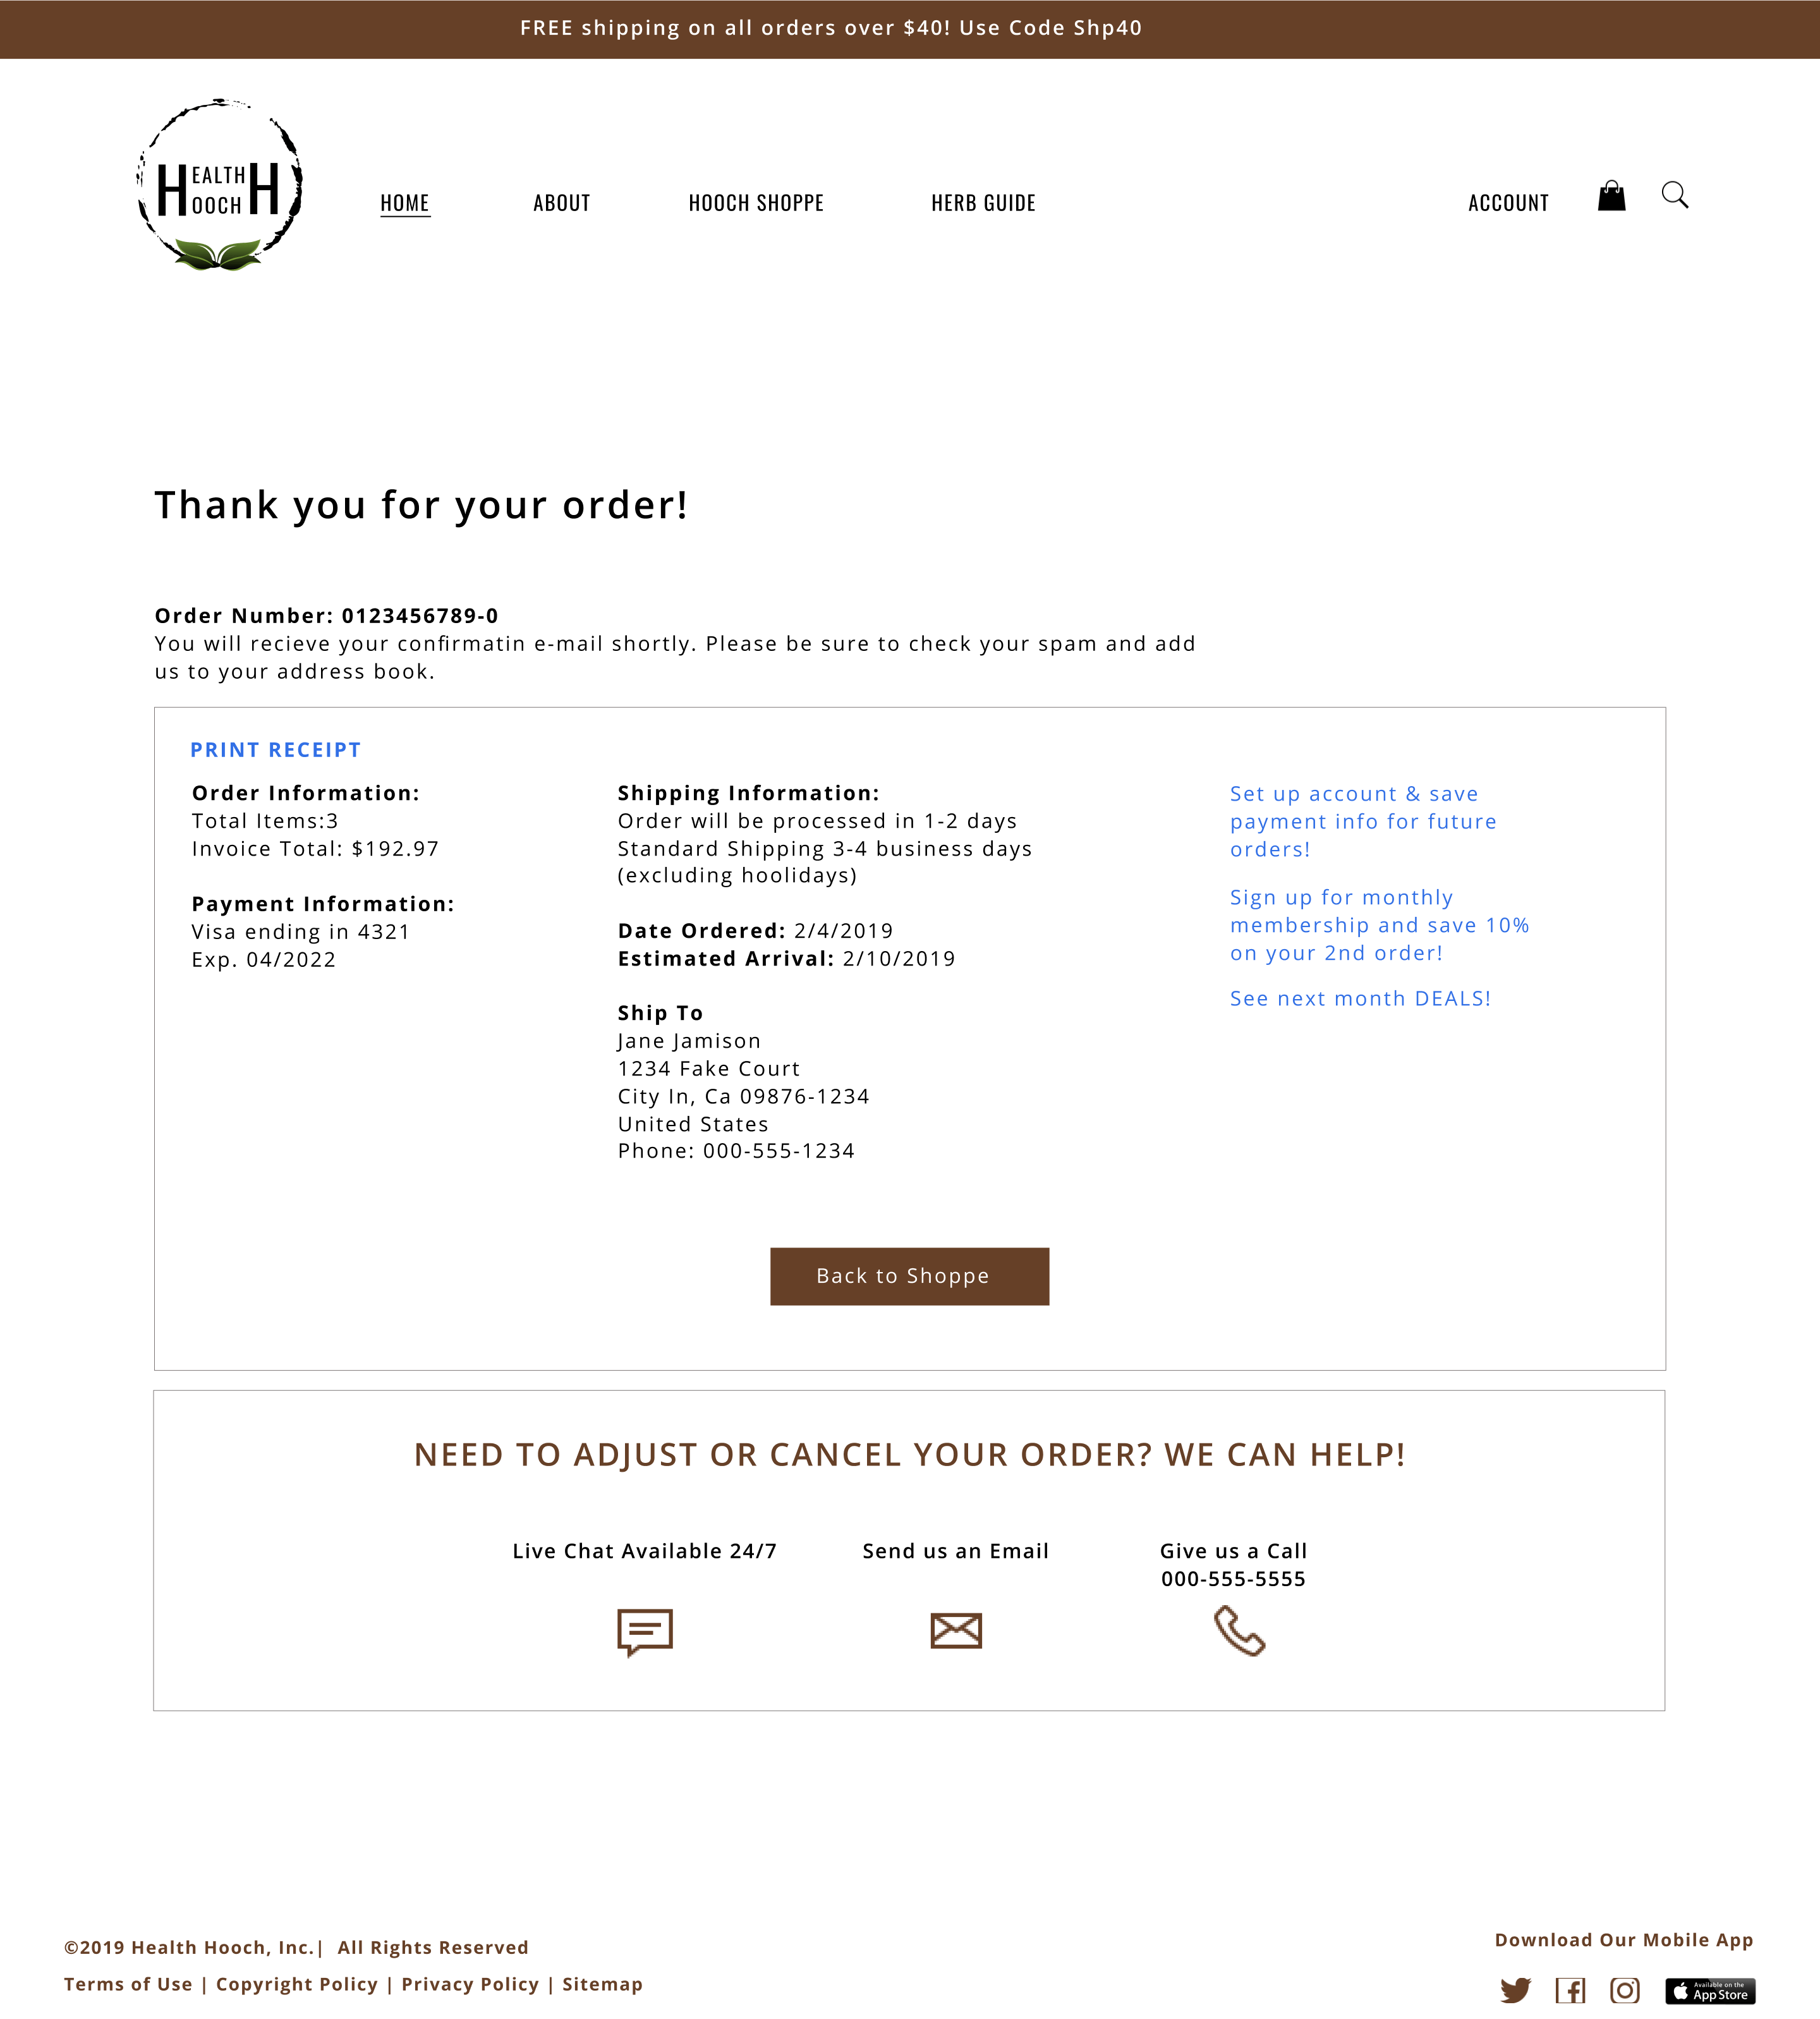 FREE shipping on all orders over $40! Use Code Shp40
HEALTH
HOOCH
HOME
ABOUT
HOOCH SHOPPE
HERB GUIDE
ACCOUNT
Thank you for your order!
Order Number: 0123456789-0
You will recieve your confirmatin e-mail shortly. Please be sure to check your spam and add
us to your address book.
PRINT RECEIPT
Order Information:
Total Items:3
Invoice Total: $192.97
Payment Information:
Visa ending in 4321
Exp. 04/2022
Shipping Information:
Order will be processed in 1-2 days
Standard Shipping 3-4 business days
(excluding hoolidays)
Date Ordered: 2/4/2019
Estimated Arrival: 2/10/2019
Ship To
Jane Jamison
1234 Fake Court
City In, Ca 09876-1234
United States
Phone: 000-555-1234
Set up account & save
payment info for future
orders!
Sign up for monthly
membership and save 10%
on your 2nd order!
See next month DEALS!
Back to Shoppe
NEED TO ADJUST OR CANCEL YOUR ORDER? WE CAN HELP!
Live Chat Available 24/7
Send us an Email
Give us a Call
000-555-5555
©2019 Health Hooch, Inc.|  All Rights Reserved
Terms of Use | Copyright Policy | Privacy Policy | Sitemap
Download Our Mobile App
Available on the
App Store